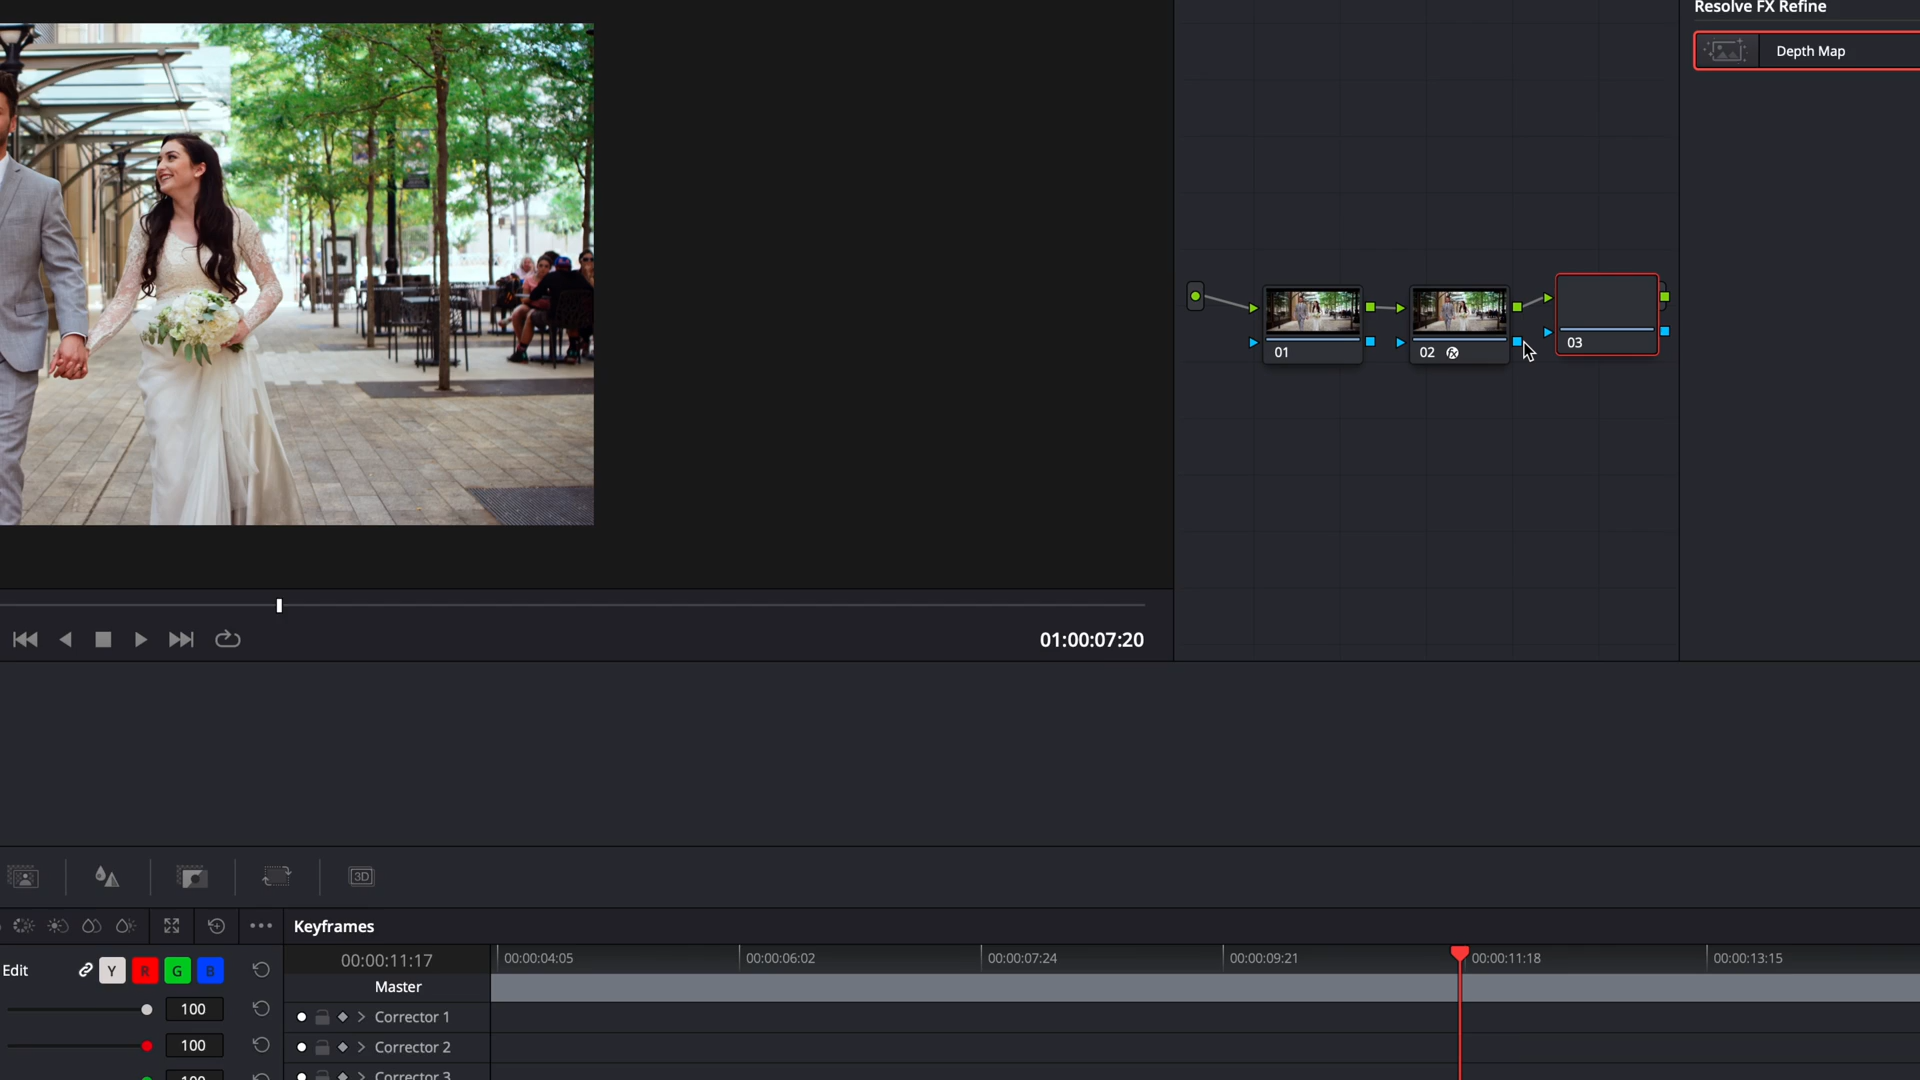 Resolve FX Refine
Depth Map
01
02
03
01:00:07:20
3D
Keyframes
Edit
Y
R
G
B
00:00:11:17
00:00:04:05
00:00:06:02
00:00:07:24
00:00:09:21
00:00:11:18
00:00:13:15
Master
100
Corrector 1
100
Corrector 2
100
Corrector 3